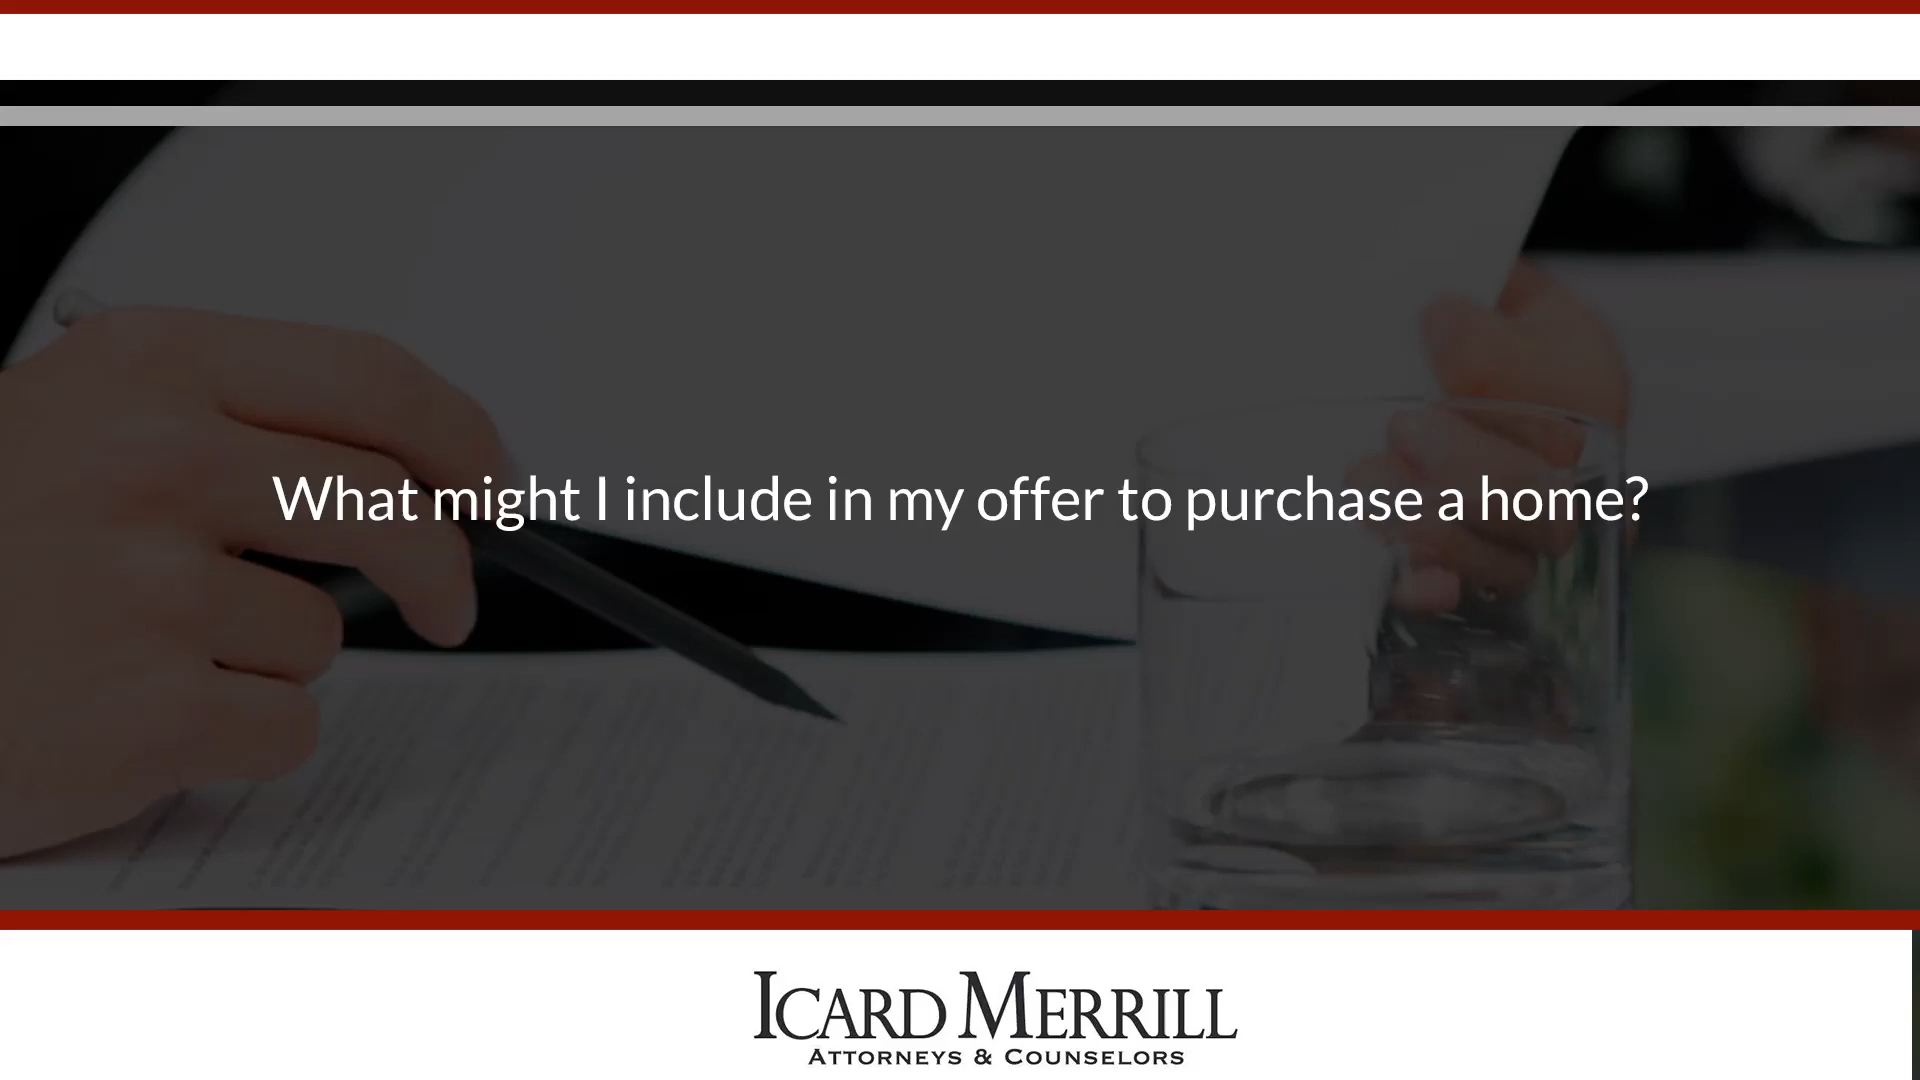 What might I include in my offer to purchase a home?
ICARD MERRILL
ATTORNEYS & COUNSELORS